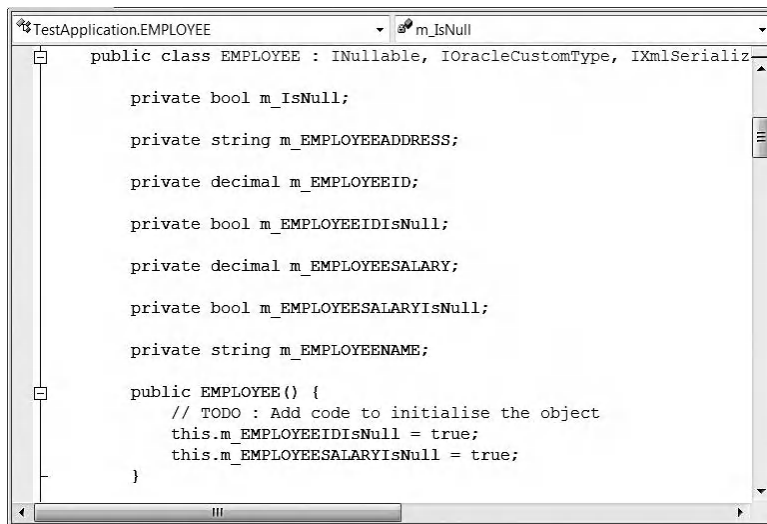 TestApplication.EMPLOYEE m_IsNull
public class EMPLOYEE : INullable, IOracleCustomType, IXmlSerializ
private bool m_IsNull;
private string m_EMPLOYEEADDRESS;
private decimal m_EMPLOYEEID;
private bool m_EMPLOYEEIDIsNull;
private decimal m_EMPLOYEESALARY;
private bool m_EMPLOYEESALARYIsNull;
private string m_EMPLOYEENAME;
public EMPLOYEE() {
// TODO : Add code to initialise the object
this.m_EMPLOYEEIDIsNull = true;
this.m_EMPLOYEESALARYIsNull = true;
}